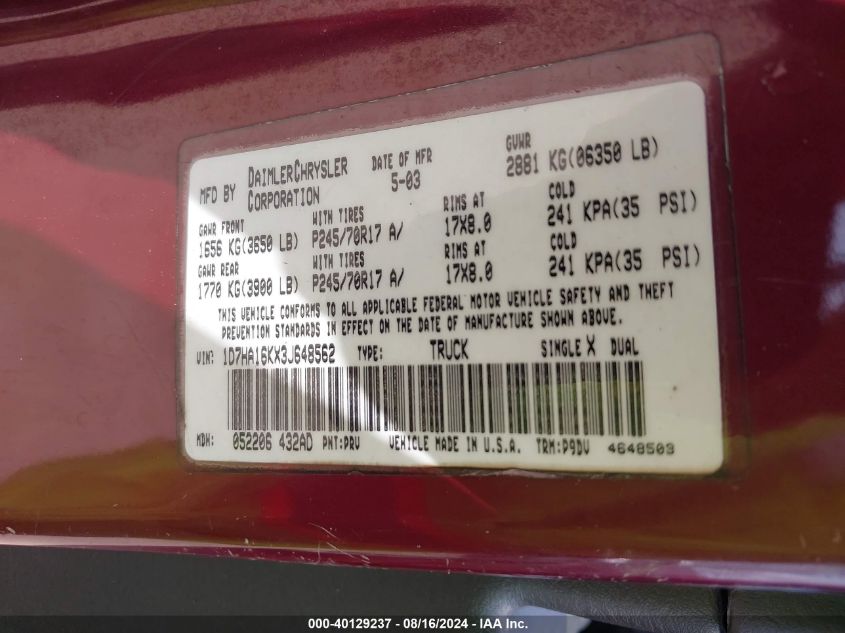 MFD BY DAIMLERCHRYSLER CORPORATION DATE OF MFR 5-03 GVWR 2881 KG(06350 LB)
GAWR FRONT WITH TIRES RIMS AT COLD
1656 KG(3650 LB) P245/70R17 A/ 17X8.0 241 KPA(35 PSI)
GAWR REAR WITH TIRES RIMS AT COLD
1770 KG(3900 LB) P245/70R17 A/ 17X8.0 241 KPA(35 PSI)
THIS VEHICLE CONFORMS TO ALL APPLICABLE FEDERAL MOTOR VEHICLE SAFETY AND THEFT
PREVENTION STANDARDS IN EFFECT ON THE DATE OF MANUFACTURE SHOWN ABOVE.
VIN: 1D7HA16KX3J648562 TYPE: TRUCK SINGLE X DUAL
MDH: 052206 432AD PNT:PRV VEHICLE MADE IN U.S.A. TRM:P9DV 4648503
000-40129237 - 08/16/2024 - IAA Inc.